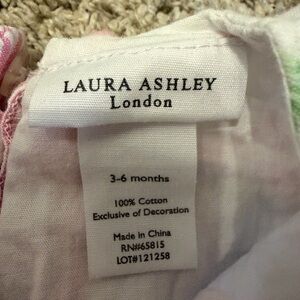 LAURA ASHLEY
London
3-6 months
100% Cotton
Exclusive of Decoration
Made in China
RN#65815
LOT#121258